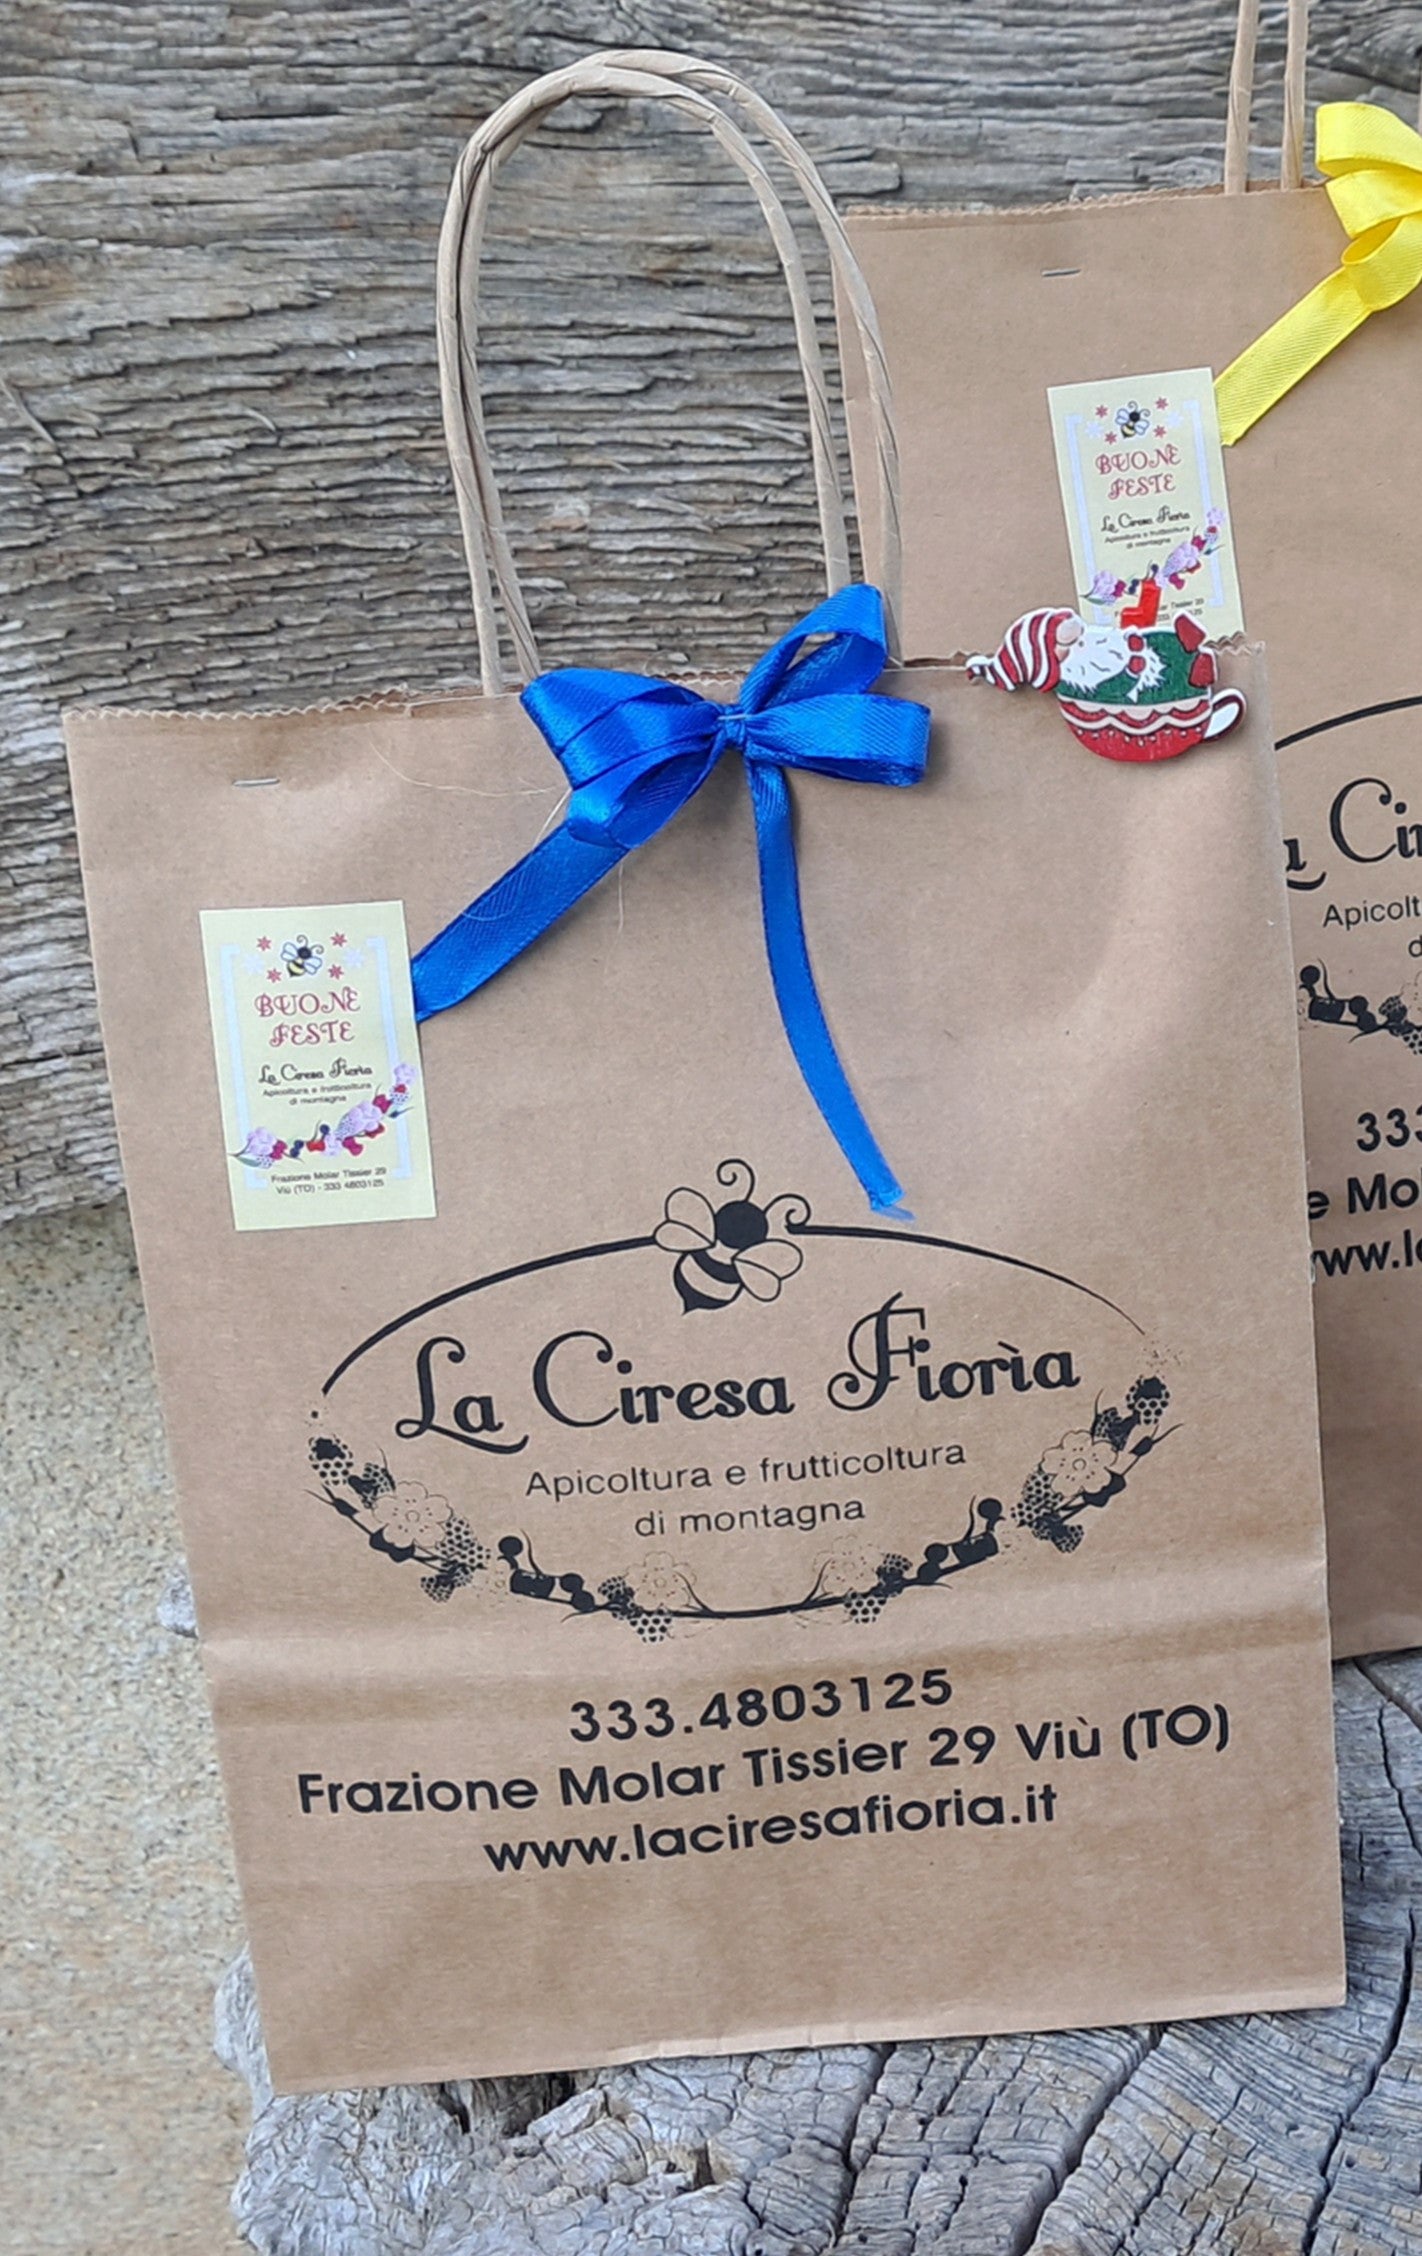 BUONE
FESTE
La Ciresa Fiorìa
Apicoltura e frutticoltura
di montagna
Frazione Molar Tissier 29
Viù (TO) - 333 4803125
La Ciresa Fiorìa
Apicoltura e frutticoltura
di montagna
333.4803125
Frazione Molar Tissier 29 Viù (TO)
www.laciresafioria.it
BUONE
FESTE
La Ciresa Fiorìa
Apicoltura e frutticoltura
di montagna
Tissier 29